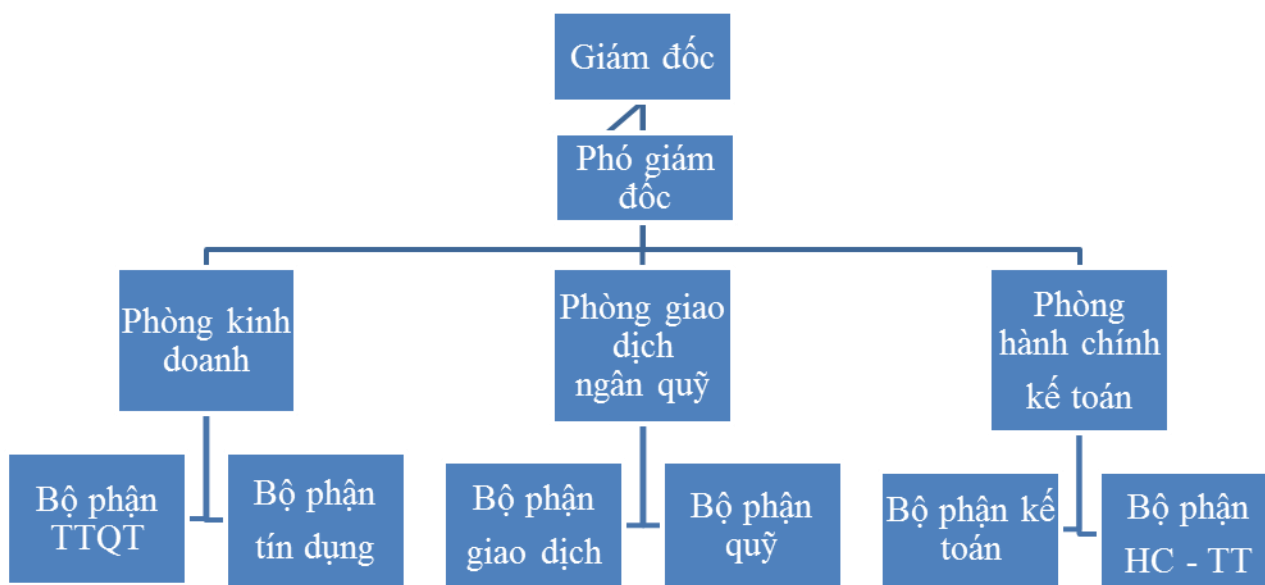 Giám đốc
Phó giám
đốc
Phòng kinh
doanh
Phòng giao
dịch
ngân quỹ
Phòng
hành chính
kế toán
Bộ phận
TTQT
Bộ phận
tín dụng
Bộ phận
giao dịch
Bộ phận
quỹ
Bộ phận kế
toán
Bộ phận
HC - TT